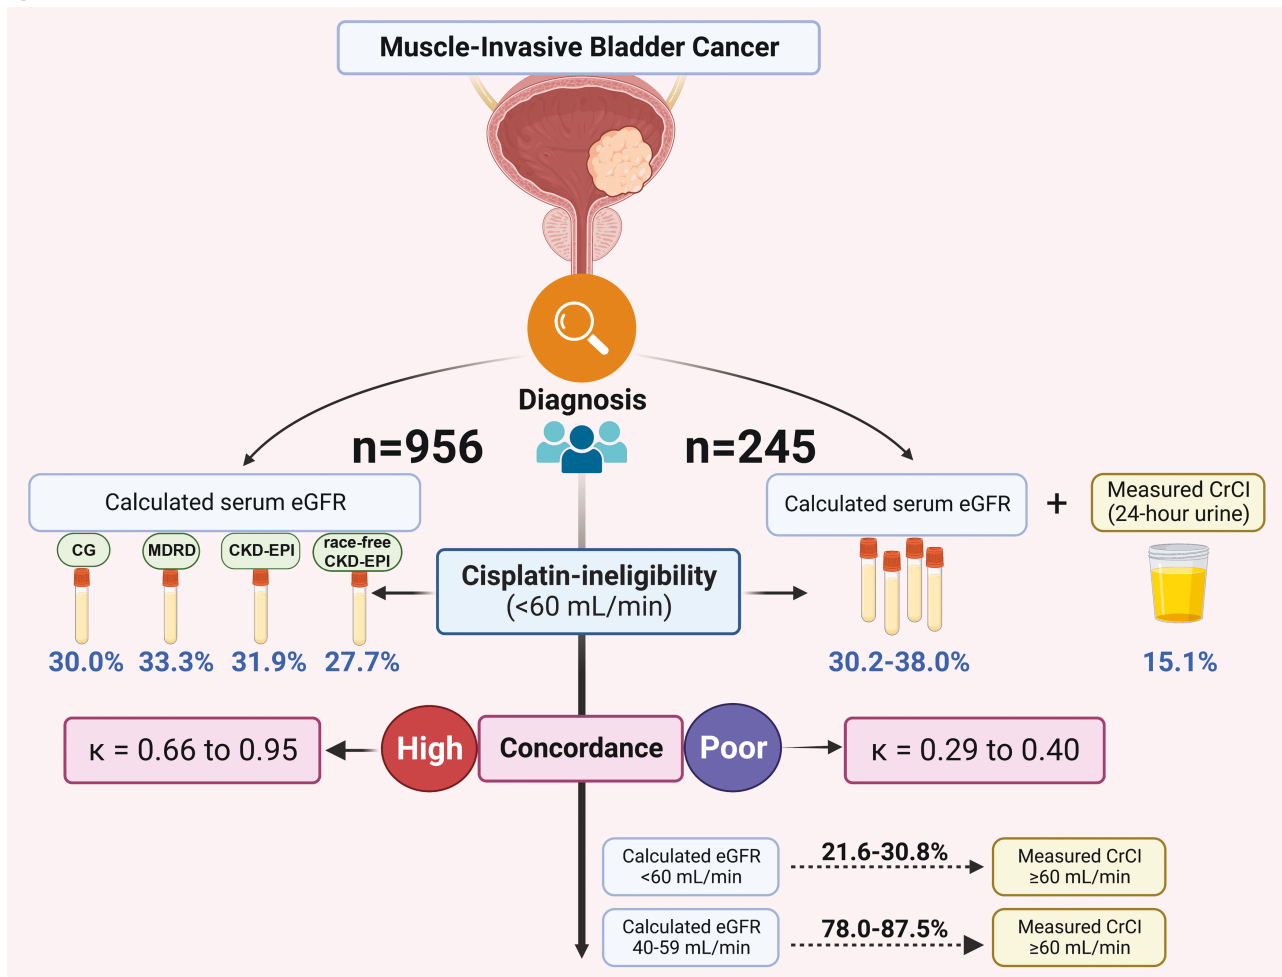 Muscle-Invasive Bladder Cancer
Diagnosis
n=956
n=245
Calculated serum eGFR
Calculated serum eGFR
+
Measured CrCl
(24-hour urine)
CG
MDRD
CKD-EPI
race-free
CKD-EPI
Cisplatin-ineligibility
(<60 mL/min)
30.0%
33.3%
31.9%
27.7%
30.2-38.0%
15.1%
κ = 0.66 to 0.95
High
Concordance
Poor
κ = 0.29 to 0.40
Calculated eGFR
<60 mL/min
21.6-30.8%
Measured CrCl
≥60 mL/min
Calculated eGFR
40-59 mL/min
78.0-87.5%
Measured CrCl
≥60 mL/min